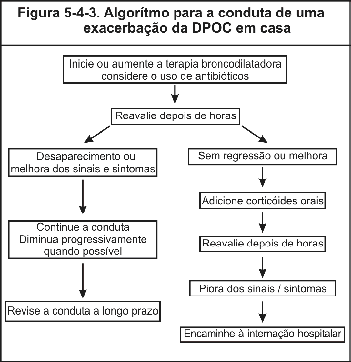 Figura 5-4-3. Algorítmo para a conduta de uma
exacerbação da DPOC em casa
Inicie ou aumente a terapia broncodilatadora
considere o uso de antibióticos
Reavalie depois de horas
Desaparecimento ou
melhora dos sinais e sintomas
Sem regressão ou melhora
Adicione corticóides orais
Continue a conduta
Diminua progressivamente
quando possível
Reavalie depois de horas
Piora dos sinais / sintomas
Revise a conduta a longo prazo
Encaminhe à internação hospitalar